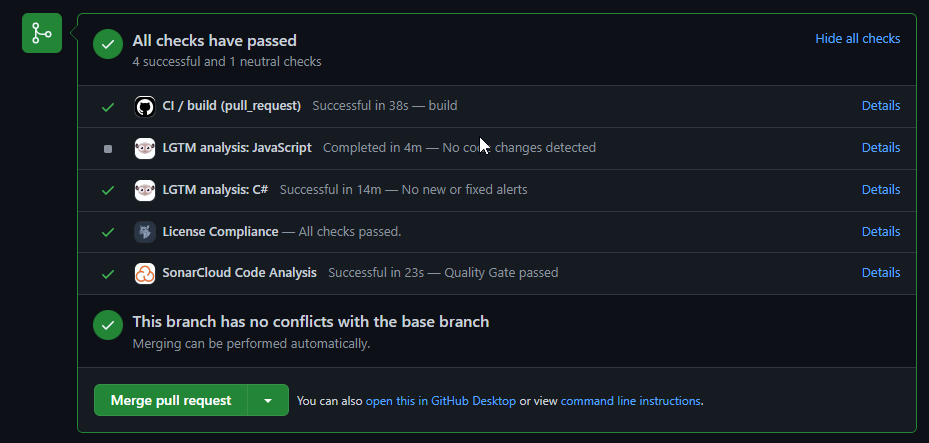 All checks have passed
Hide all checks
4 successful and 1 neutral checks
CI / build (pull_request) Successful in 38s — build Details
LGTM analysis: JavaScript Completed in 4m — No code changes detected Details
LGTM analysis: C# Successful in 14m — No new or fixed alerts Details
License Compliance — All checks passed. Details
SonarCloud Code Analysis Successful in 23s — Quality Gate passed Details
This branch has no conflicts with the base branch
Merging can be performed automatically.
Merge pull request You can also open this in GitHub Desktop or view command line instructions.